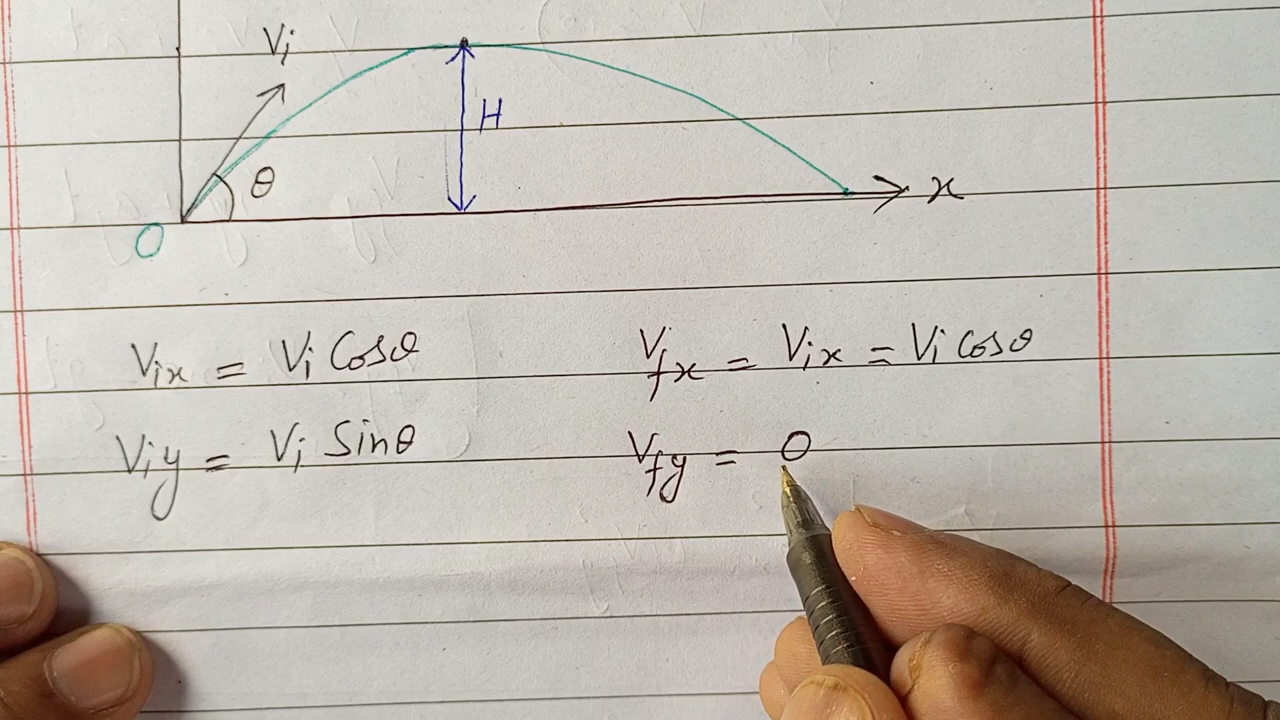 Vi
H
θ
x
O
Vix = Vi Cosθ
Vfx = Vix = Vi Cosθ
Viy = Vi Sinθ
Vfy = 0